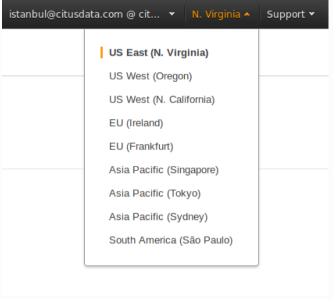 istanbul@citusdata.com @ cit... N. Virginia Support
US East (N. Virginia)
US West (Oregon)
US West (N. California)
EU (Ireland)
EU (Frankfurt)
Asia Pacific (Singapore)
Asia Pacific (Tokyo)
Asia Pacific (Sydney)
South America (São Paulo)